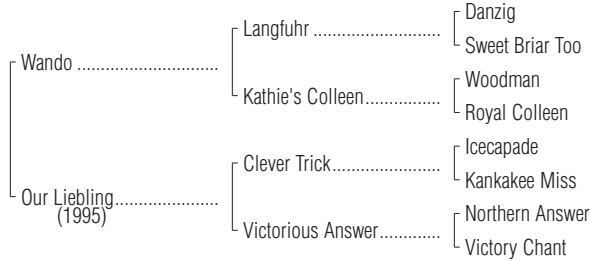 Danzig
Langfuhr ......................................
Sweet Briar Too
Wando ..............................
Woodman
Kathie's Colleen...................
Royal Colleen
Icecapade
Clever Trick...........................
Kankakee Miss
Our Liebling......................
(1995)
Northern Answer
Victorious Answer.............
Victory Chant